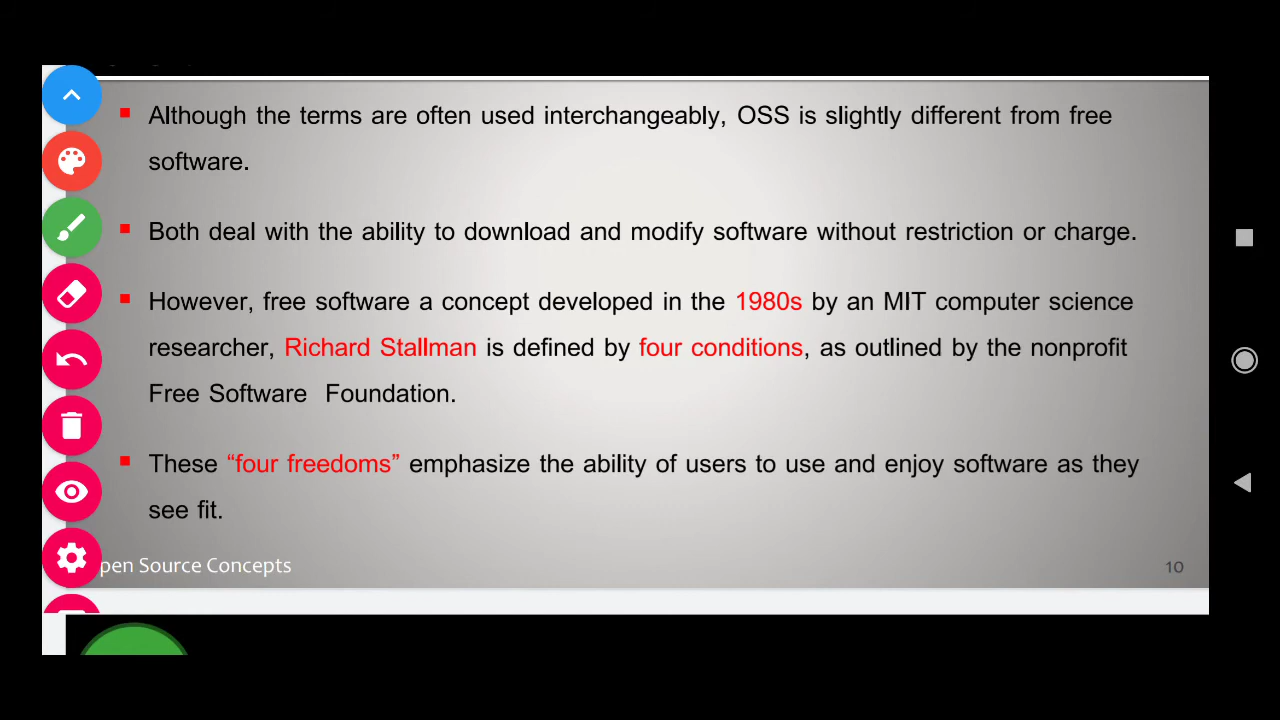 Although the terms are often used interchangeably, OSS is slightly different from free
software.
Both deal with the ability to download and modify software without restriction or charge.
However, free software a concept developed in the 1980s by an MIT computer science
researcher, Richard Stallman is defined by four conditions, as outlined by the nonprofit
Free Software Foundation.
These “four freedoms” emphasize the ability of users to use and enjoy software as they
see fit.
pen Source Concepts
10